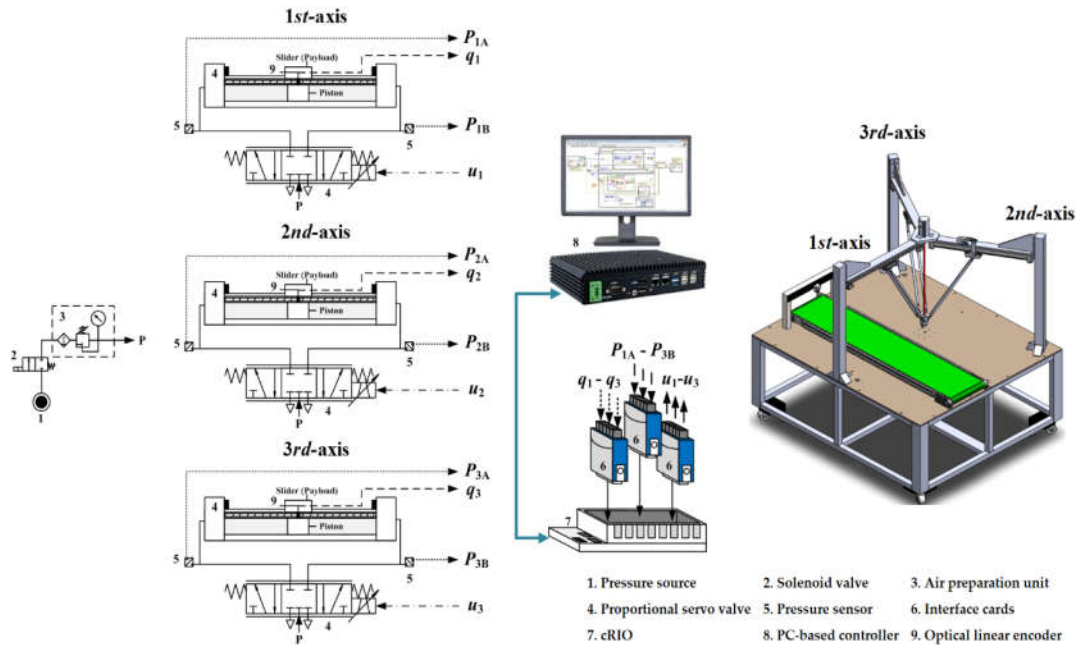 1st-axis
P1A
q1
Slider (Payload)
9
4
Piston
5
P1B
5
u1
4
P
2nd-axis
P2A
q2
Slider (Payload)
9
4
Piston
5
P2B
5
u2
4
P
3rd-axis
P3A
q3
Slider (Payload)
9
4
Piston
5
P3B
5
u3
4
P
3
P
2
1
8
P1A - P3B
q1 - q3
u1-u3
6
6
6
7
3rd-axis
2nd-axis
1st-axis
1. Pressure source 2. Solenoid valve 3. Air preparation unit
4. Proportional servo valve 5. Pressure sensor 6. Interface cards
7. cRIO 8. PC-based controller 9. Optical linear encoder